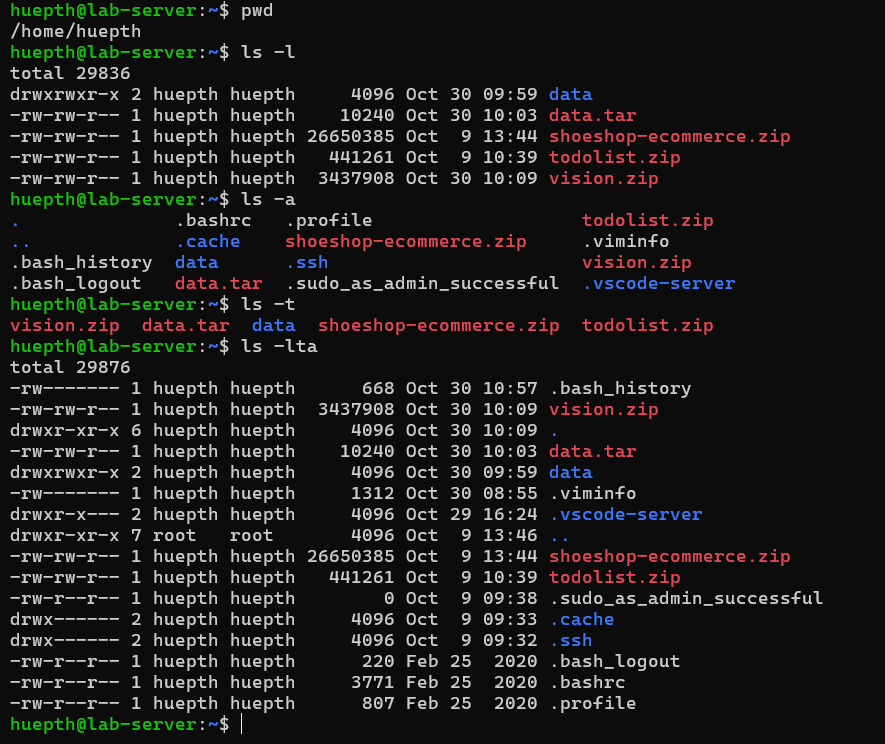 huepth@lab-server:~$ pwd
/home/huepth
huepth@lab-server:~$ ls -l
total 29836
drwxrwxr-x 2 huepth huepth     4096 Oct 30 09:59 data
-rw-rw-r-- 1 huepth huepth    10240 Oct 30 10:03 data.tar
-rw-rw-r-- 1 huepth huepth 26650385 Oct  9 13:44 shoeshop-ecommerce.zip
-rw-rw-r-- 1 huepth huepth   441261 Oct  9 10:39 todolist.zip
-rw-rw-r-- 1 huepth huepth  3437908 Oct 30 10:09 vision.zip
huepth@lab-server:~$ ls -a
.              .bashrc   .profile                   todolist.zip
..             .cache    shoeshop-ecommerce.zip     .viminfo
.bash_history  data      .ssh                       vision.zip
.bash_logout   data.tar  .sudo_as_admin_successful  .vscode-server
huepth@lab-server:~$ ls -t
vision.zip  data.tar  data  shoeshop-ecommerce.zip  todolist.zip
huepth@lab-server:~$ ls -lta
total 29876
-rw------- 1 huepth huepth      668 Oct 30 10:57 .bash_history
-rw-rw-r-- 1 huepth huepth  3437908 Oct 30 10:09 vision.zip
drwxr-xr-x 6 huepth huepth     4096 Oct 30 10:09 .
-rw-rw-r-- 1 huepth huepth    10240 Oct 30 10:03 data.tar
drwxrwxr-x 2 huepth huepth     4096 Oct 30 09:59 data
-rw------- 1 huepth huepth     1312 Oct 30 08:55 .viminfo
drwxr-x--- 2 huepth huepth     4096 Oct 29 16:24 .vscode-server
drwxr-xr-x 7 root   root       4096 Oct  9 13:46 ..
-rw-rw-r-- 1 huepth huepth 26650385 Oct  9 13:44 shoeshop-ecommerce.zip
-rw-rw-r-- 1 huepth huepth   441261 Oct  9 10:39 todolist.zip
-rw-r--r-- 1 huepth huepth        0 Oct  9 09:38 .sudo_as_admin_successful
drwx------ 2 huepth huepth     4096 Oct  9 09:33 .cache
drwx------ 2 huepth huepth     4096 Oct  9 09:32 .ssh
-rw-r--r-- 1 huepth huepth      220 Feb 25  2020 .bash_logout
-rw-r--r-- 1 huepth huepth     3771 Feb 25  2020 .bashrc
-rw-r--r-- 1 huepth huepth      807 Feb 25  2020 .profile
huepth@lab-server:~$